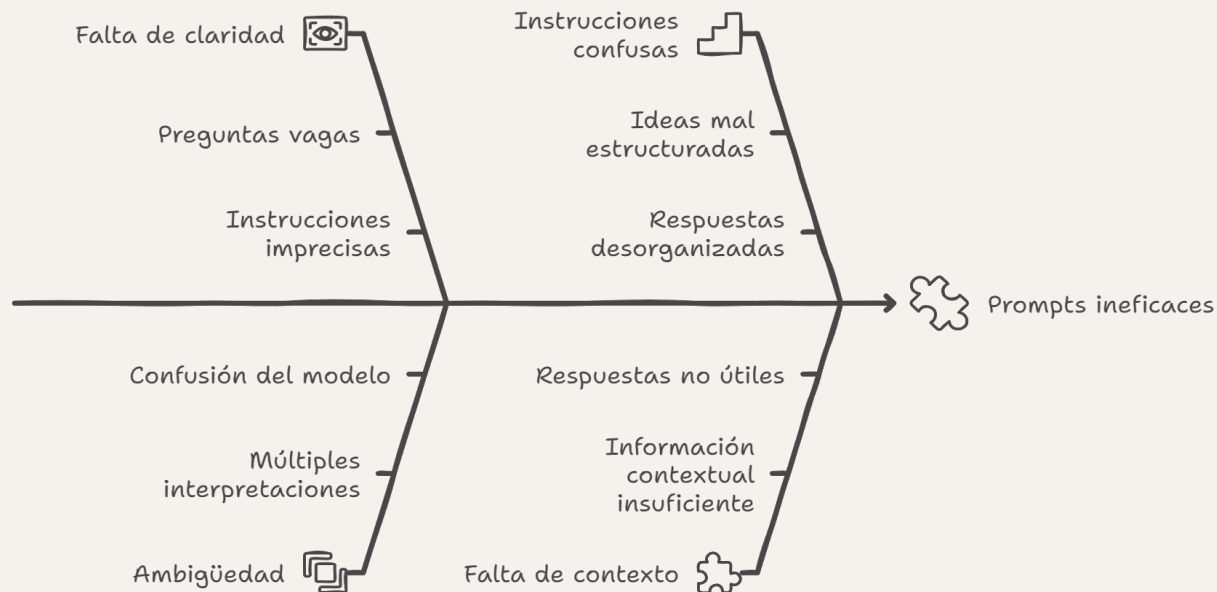 Falta de claridad
Preguntas vagas
Instrucciones
imprecisas
Instrucciones
confusas
Ideas mal
estructuradas
Respuestas
desorganizadas
Prompts ineficaces
Confusión del modelo
Múltiples
interpretaciones
Ambigüedad
Respuestas no útiles
Información
contextual
insuficiente
Falta de contexto